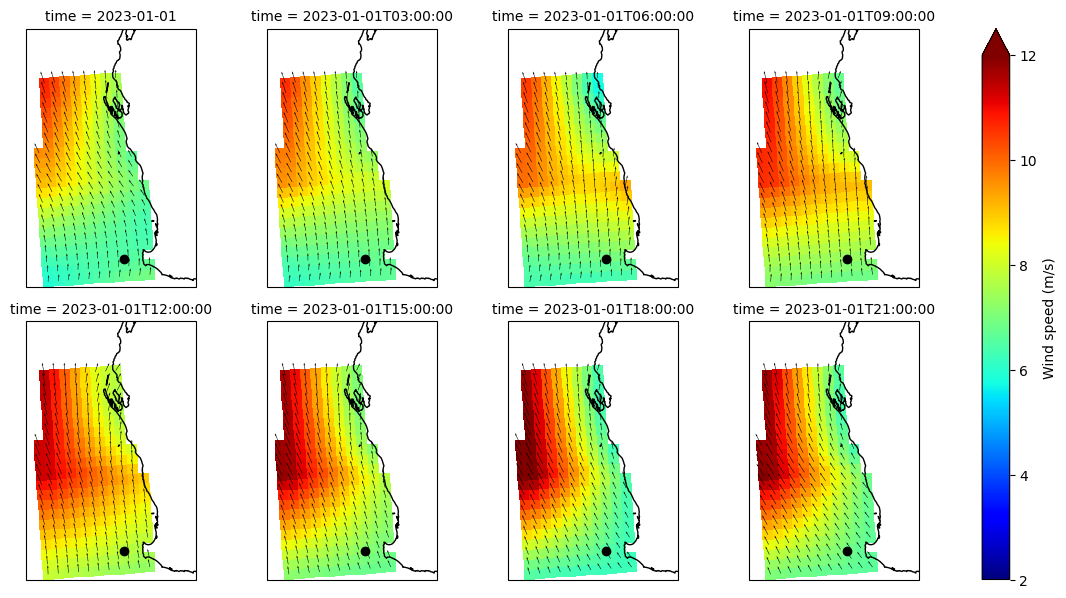 time = 2023-01-01
time = 2023-01-01T03:00:00
time = 2023-01-01T06:00:00
time = 2023-01-01T09:00:00
time = 2023-01-01T12:00:00
time = 2023-01-01T15:00:00
time = 2023-01-01T18:00:00
time = 2023-01-01T21:00:00
12
10
8
6
4
2
Wind speed (m/s)